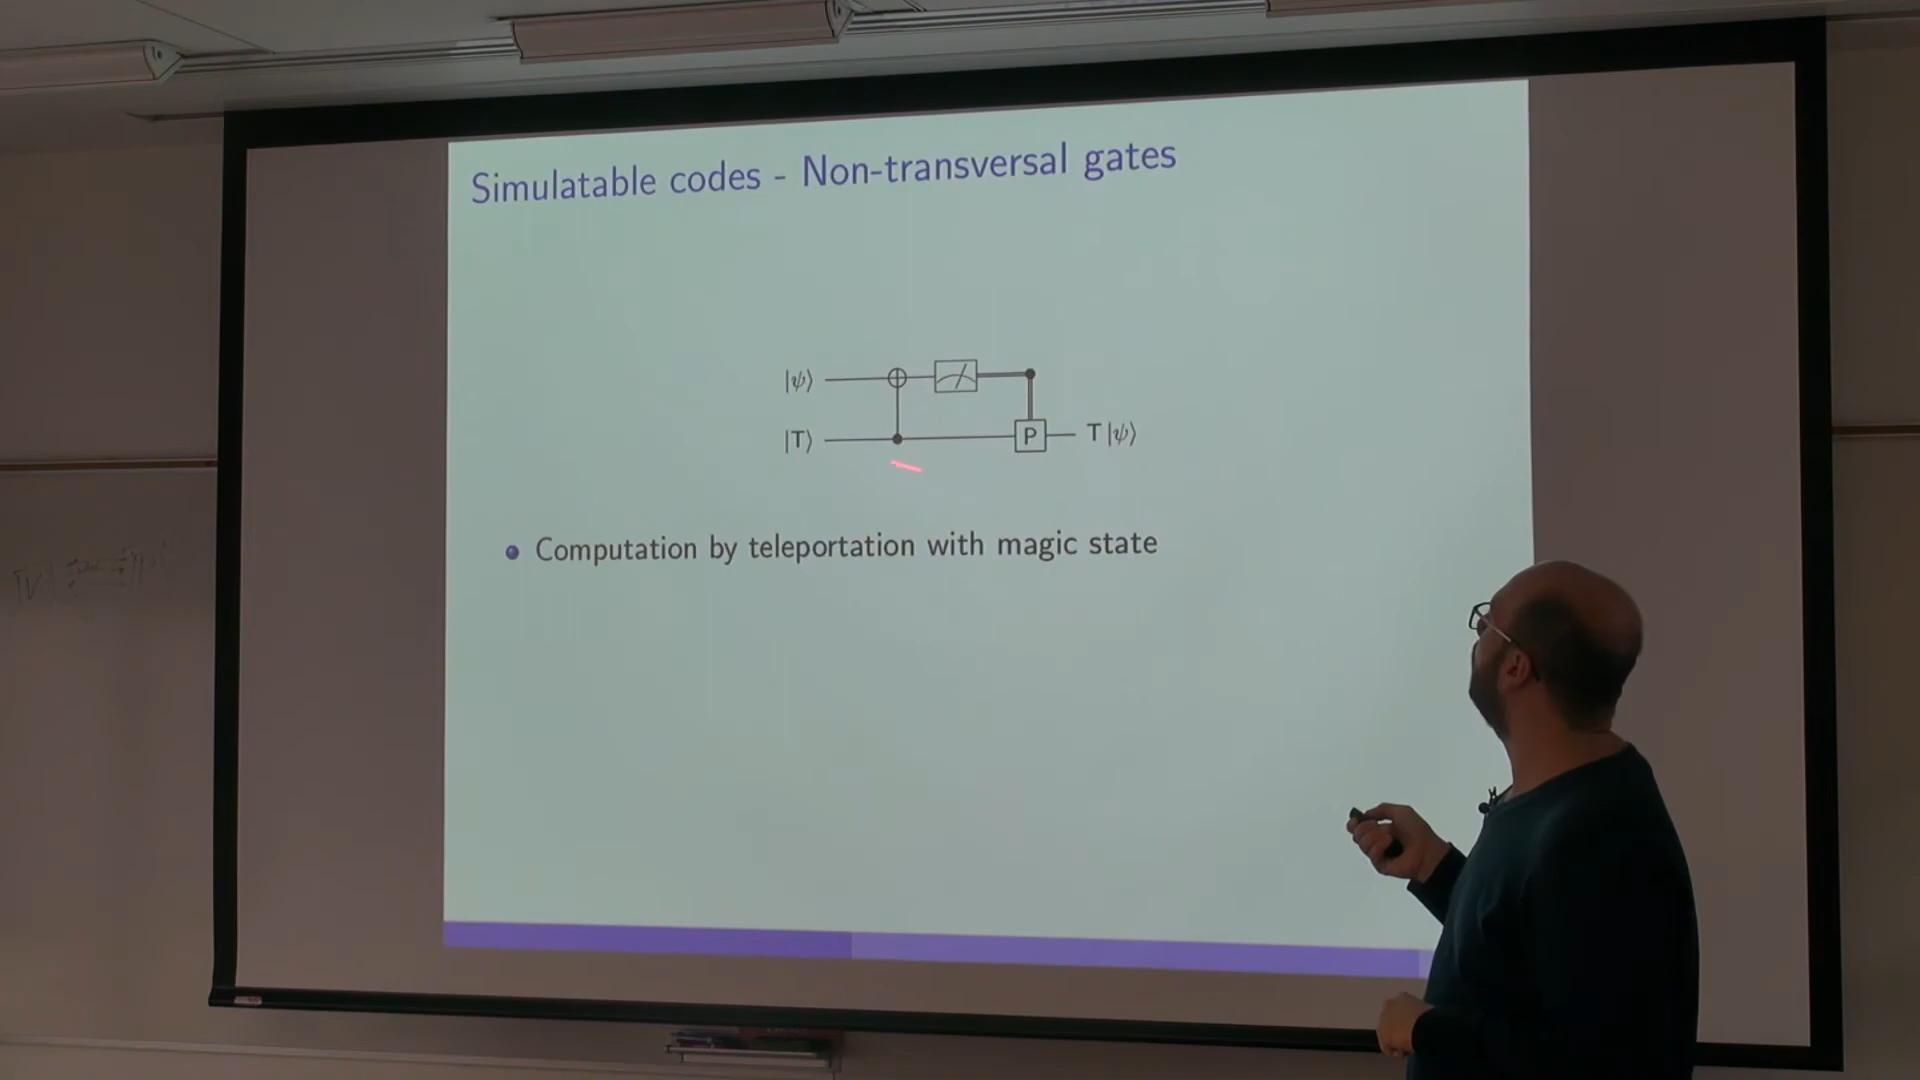 Simulatable codes - Non-transversal gates
|ψ⟩
|T⟩
P
T |ψ⟩
Computation by teleportation with magic state